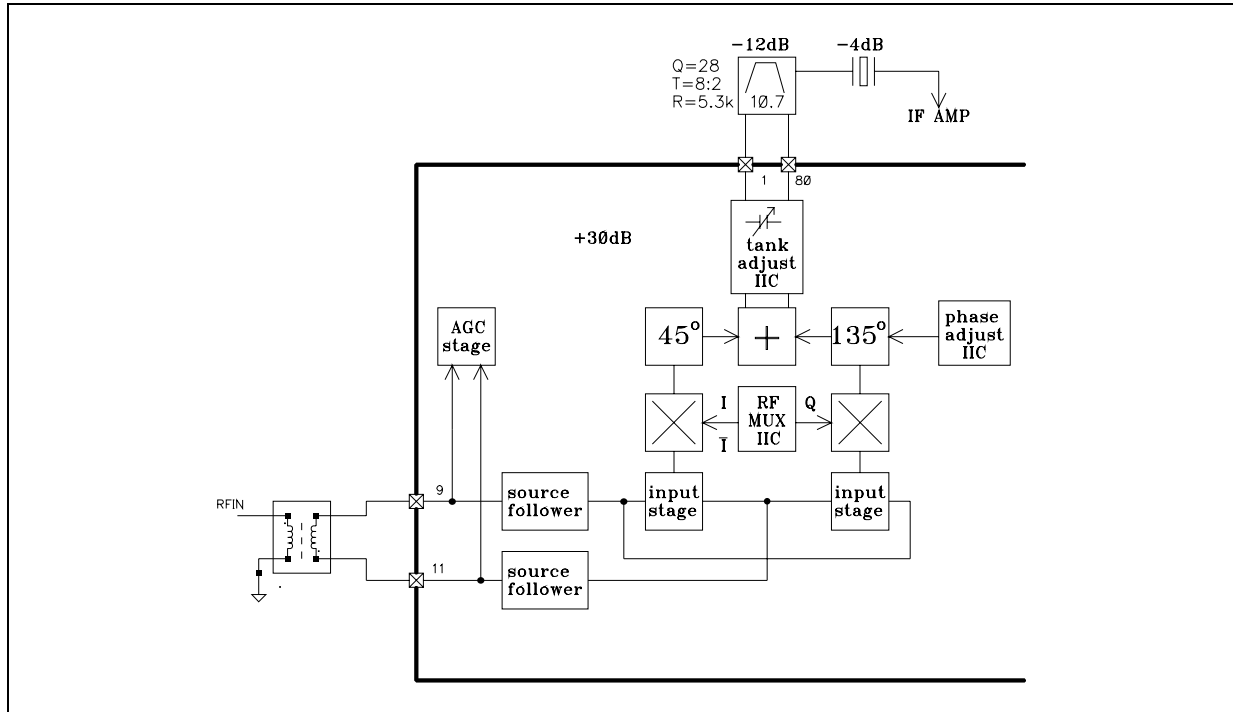 -12dB
-4dB
Q=28
T=8:2
R=5.3k
10.7
IF AMP
1
80
+30dB
tank
adjust
IIC
AGC
stage
45°
+
135°
phase
adjust
IIC
I
RF
MUX
IIC
Q
I̅
RFIN
9
source
follower
input
stage
input
stage
11
source
follower